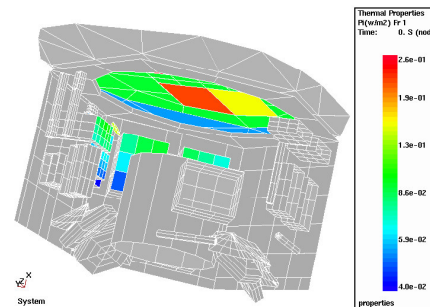 Thermal Properties
Pi(w/m2) Fr 1
Time: 0. S (nod
2.6e-01
1.9e-01
1.3e-01
8.6e-02
5.9e-02
4.0e-02
properties
X
Y
Z
System